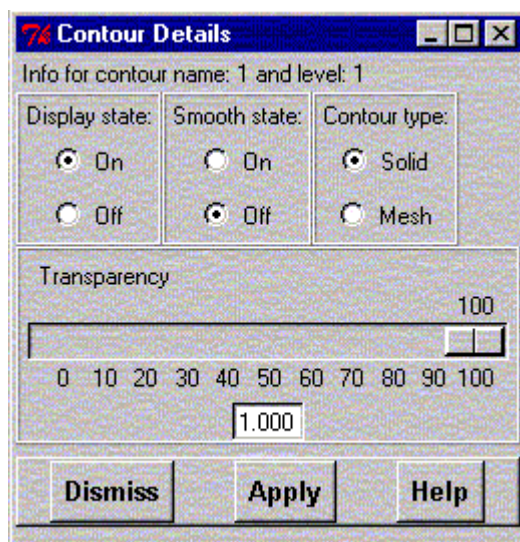 Contour Details
Info for contour name: 1 and level: 1
Display state: Smooth state: Contour type:
On On Solid
Off Off Mesh
Transparency
100
0 10 20 30 40 50 60 70 80 90 100
1.000
Dismiss Apply Help